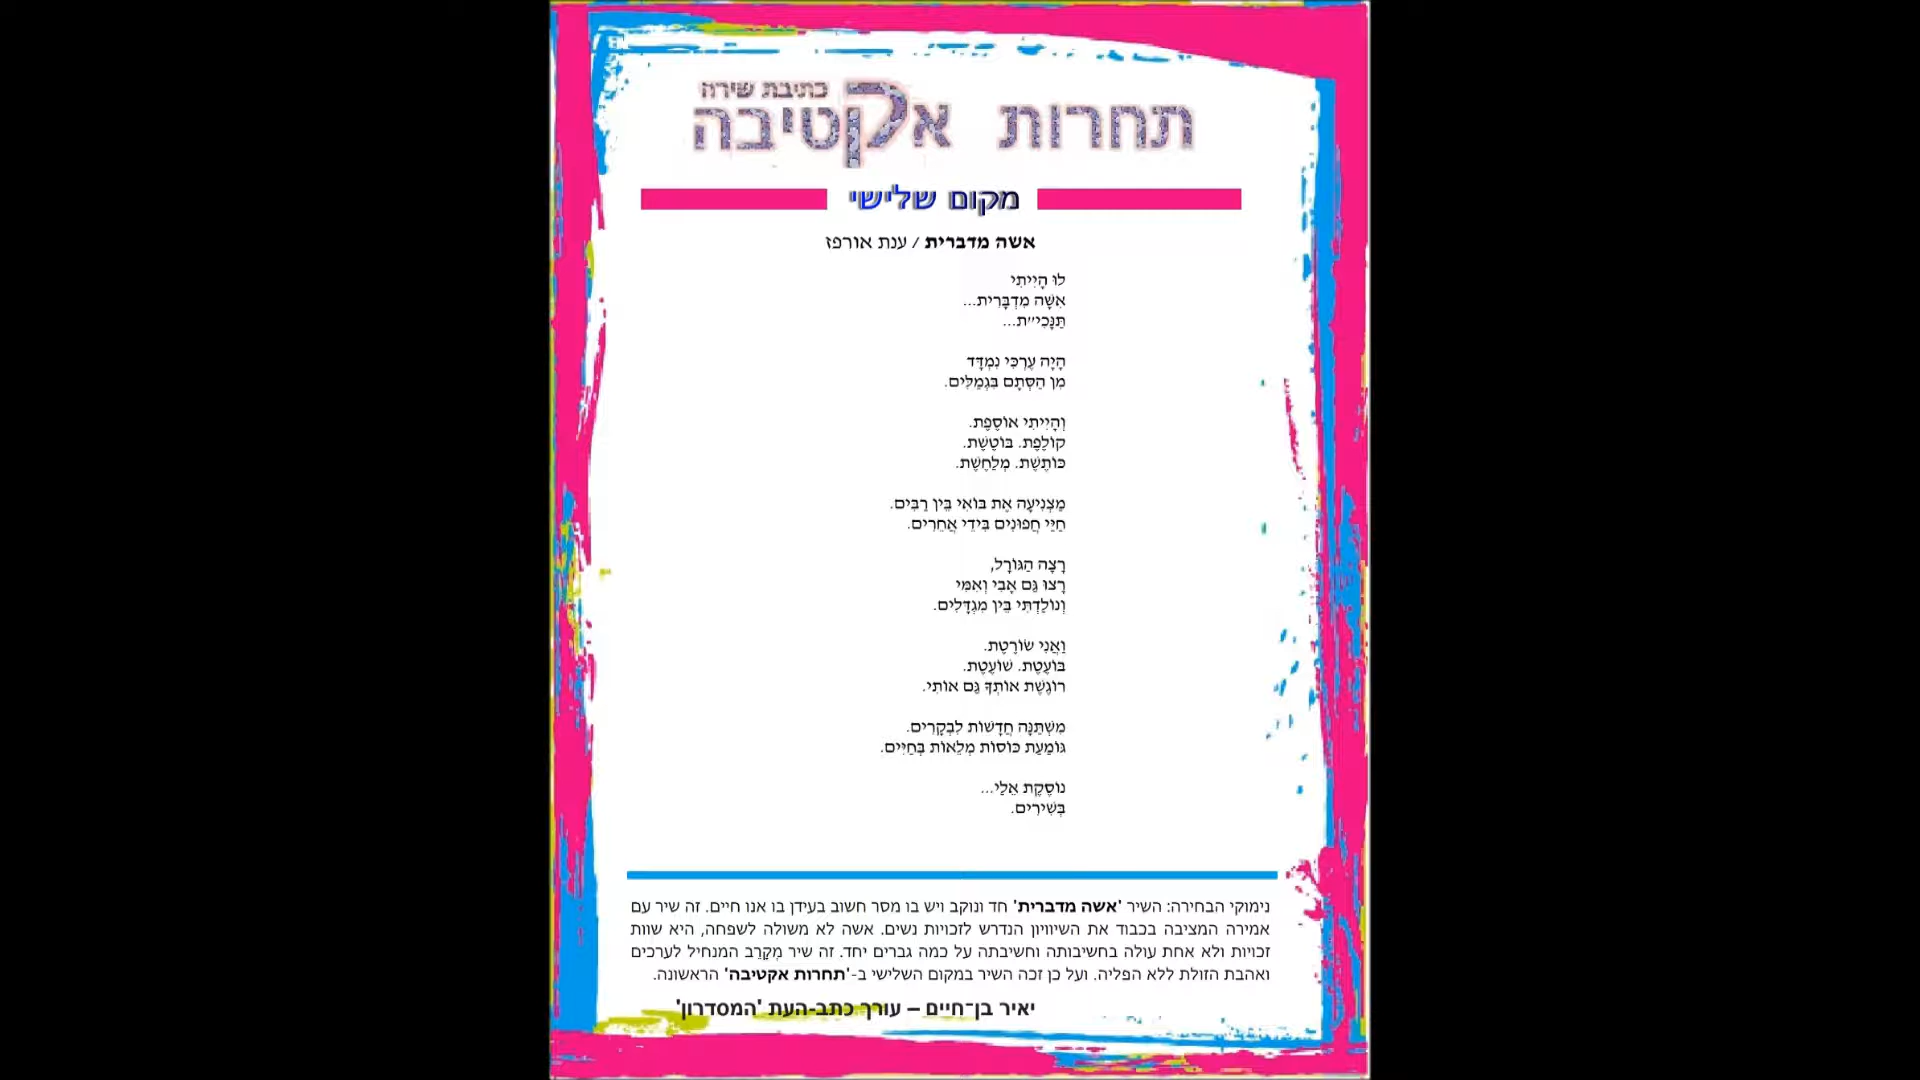 כתיבת שירה
תחרות אקטיבה
מקום שלישי
אשה מדברית / ענת אורפז
לוּ הָיִיתִי
אִשָּׁה מִדְבָּרִית...
תַּנָּכִי״ת...
הָיָה עֶרְכִּי נִמְדָּד
מִן הַסְּתָם בִּגְמַלִּים.
וְהָיִיתִי אוֹסֶפֶת.
קוֹלֶפֶת. בּוֹטֶשֶׁת.
כּוֹתֶשֶׁת. מְלַחֶשֶׁת.
מַצְנִיעָה אֶת בּוֹאִי בֵּין רַבִּים.
חַיַּי חֲפוּנִים בִּידֵי אֲחֵרִים.
רָצָה הַגּוֹרָל,
רָצוּ גַּם אָבִי וְאִמִּי
וְנוֹלַדְתִּי בֵּין מִגְדָּלִים.
וַאֲנִי שׂוֹרֶטֶת.
בּוֹעֶטֶת. שׁוֹעֶטֶת.
רוֹגֶשֶׁת אוֹתְךָ גַּם אוֹתִי.
מִשְׁתַּנָּה חֲדָשׁוֹת לִבְקָרִים.
גּוֹמַעַת כּוֹסוֹת מְלֵאוֹת בְּחַיִּים.
נוֹסֶקֶת אֵלַי...
בְּשִׁירִים.
נימוקי הבחירה: השיר 'אשה מדברית' חד ונוקב ויש בו מסר חשוב בעידן בו אנו חיים. זה שיר עם
אמירה המציבה בכבוד את השיוויון הנדרש לזכויות נשים. אשה לא משולה לשפחה, היא שוות
זכויות ולא אחת עולה בחשיבותה וחשיבתה על כמה גברים יחד. זה שיר מְקָרֵב המנחיל לערכים
ואהבת הזולת ללא הפליה. ועל כן זכה השיר במקום השלישי ב-'תחרות אקטיבה' הראשונה.
יאיר בן־חיים – עורך כתב-העת 'המסדרון'